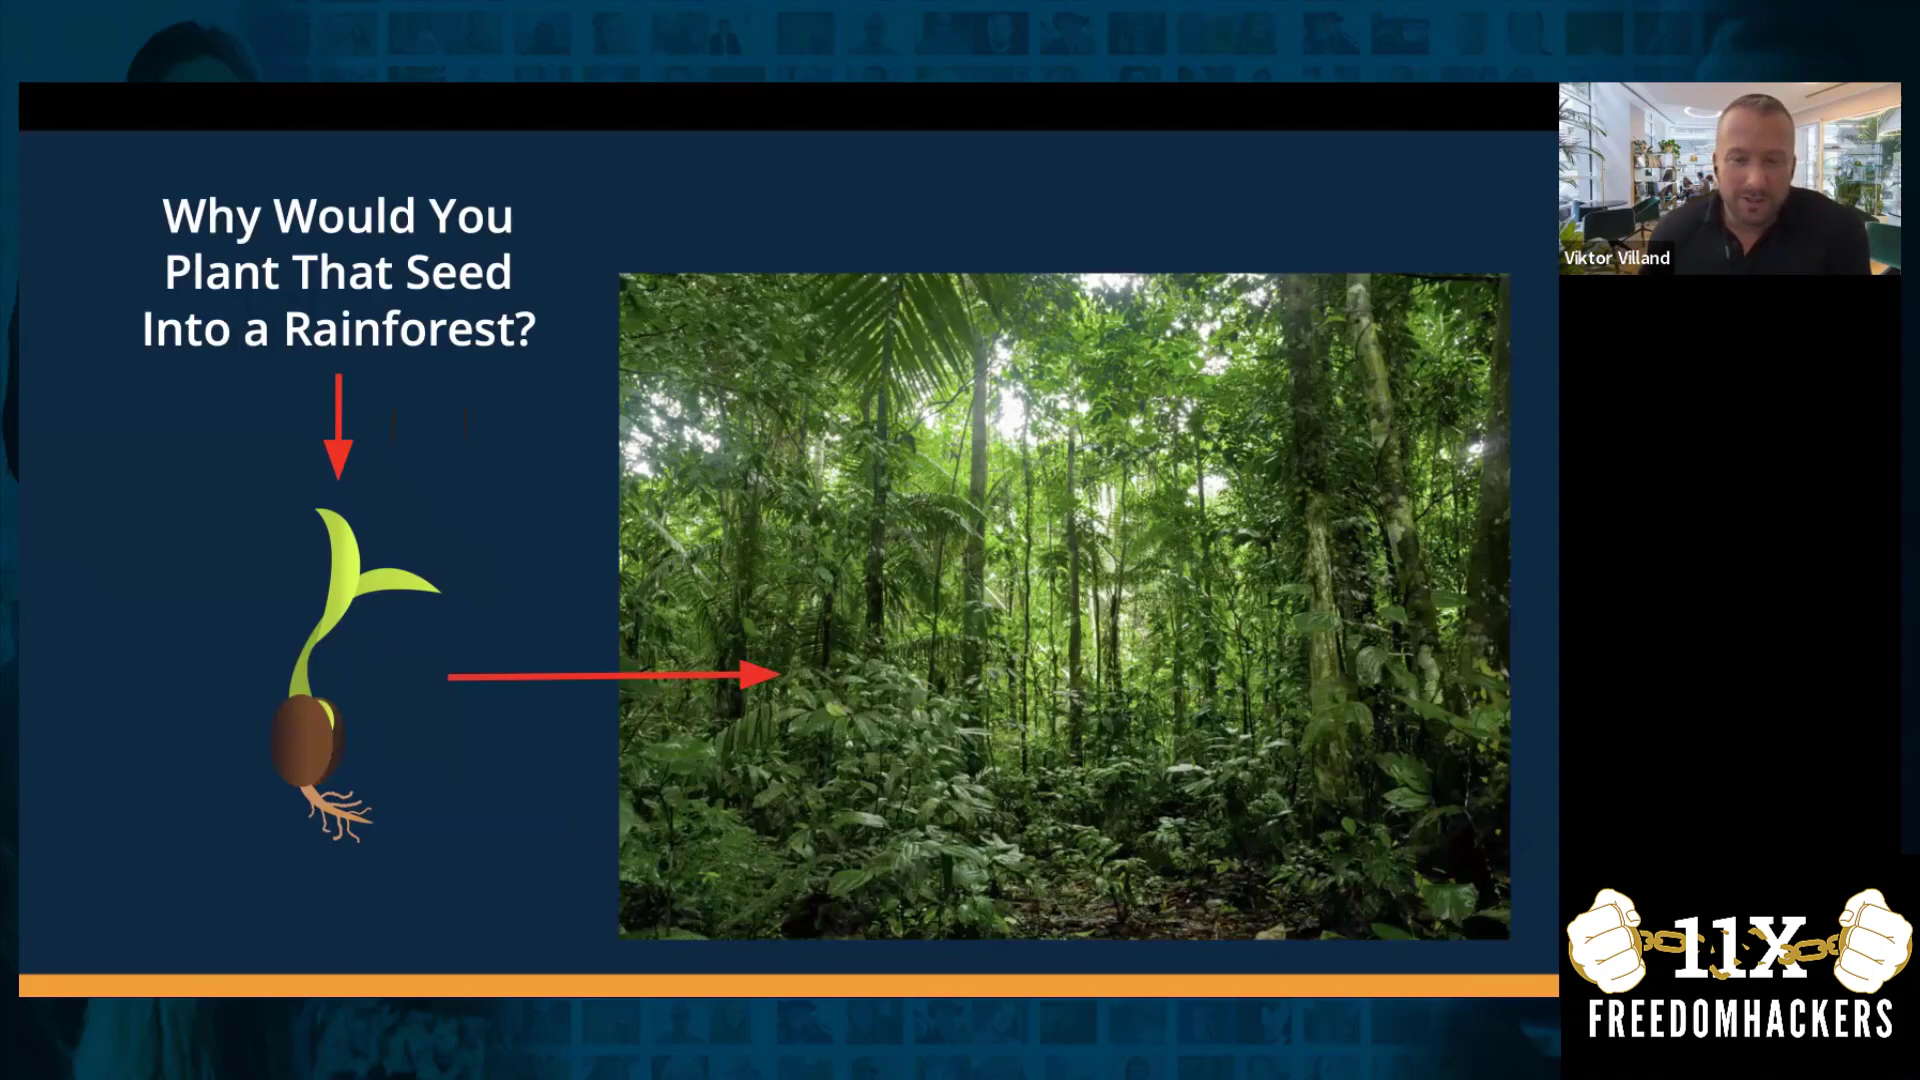 Why Would You
Plant That Seed
Into a Rainforest?
Viktor Villand
11X
FREEDOMHACKERS